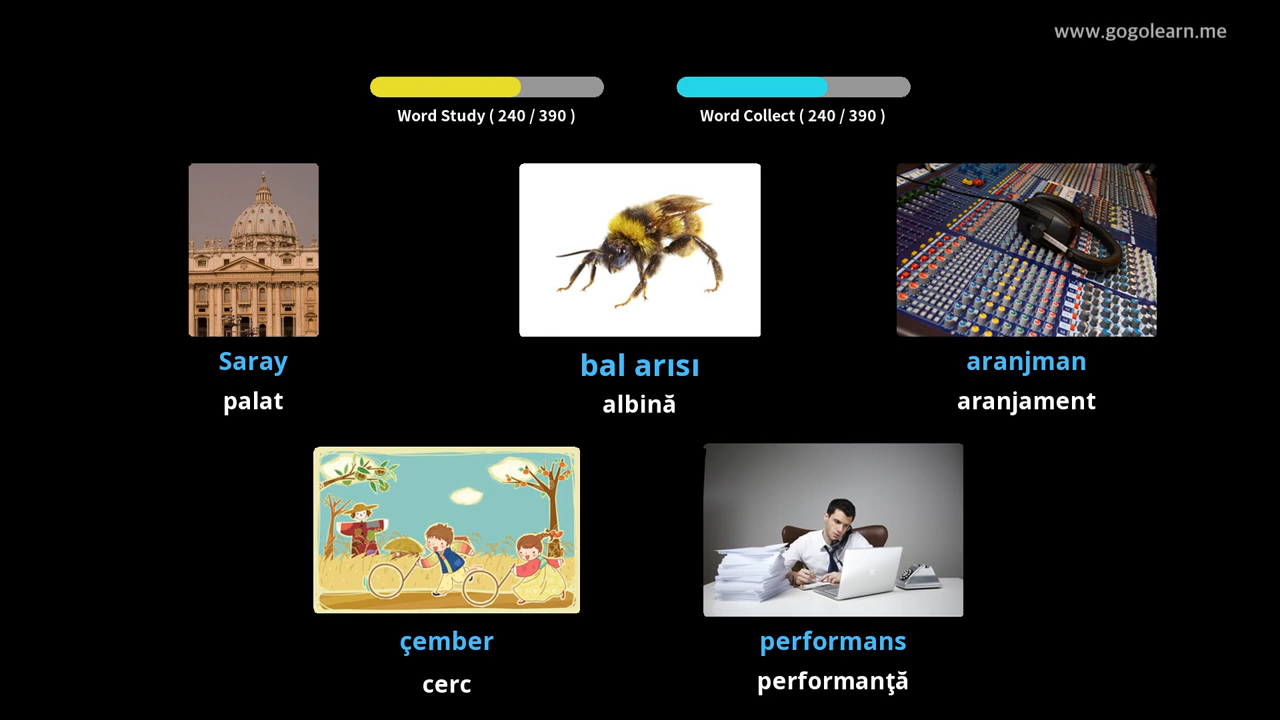 www.gogolearn.me
Word Study ( 240 / 390 )
Word Collect ( 240 / 390 )
Saray
palat
bal arısı
albină
aranjman
aranjament
çember
cerc
performans
performanţă